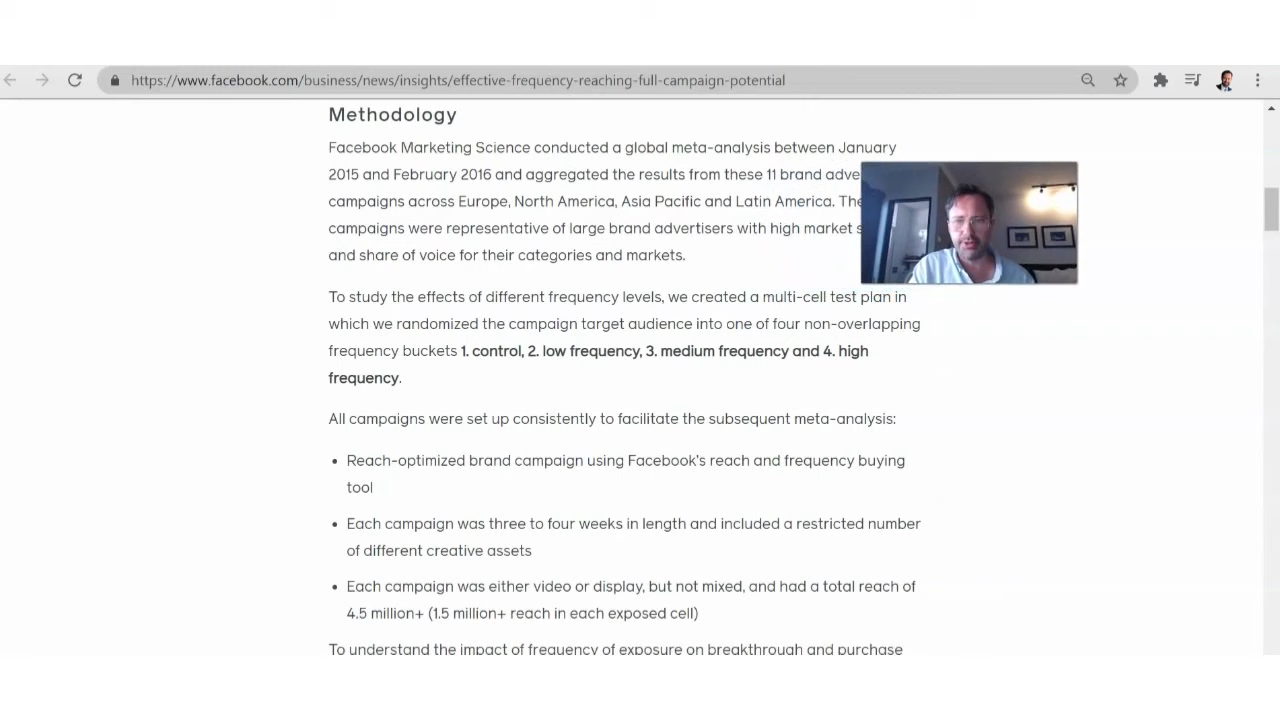 https://www.facebook.com/business/news/insights/effective-frequency-reaching-full-campaign-potential
Methodology
Facebook Marketing Science conducted a global meta-analysis between January
2015 and February 2016 and aggregated the results from these 11 brand adve
campaigns across Europe, North America, Asia Pacific and Latin America. The
campaigns were representative of large brand advertisers with high market s
and share of voice for their categories and markets.
To study the effects of different frequency levels, we created a multi-cell test plan in
which we randomized the campaign target audience into one of four non-overlapping
frequency buckets 1. control, 2. low frequency, 3. medium frequency and 4. high
frequency.
All campaigns were set up consistently to facilitate the subsequent meta-analysis:
• Reach-optimized brand campaign using Facebook's reach and frequency buying
tool
• Each campaign was three to four weeks in length and included a restricted number
of different creative assets
• Each campaign was either video or display, but not mixed, and had a total reach of
4.5 million+ (1.5 million+ reach in each exposed cell)
To understand the impact of frequency of exposure on breakthrough and purchase